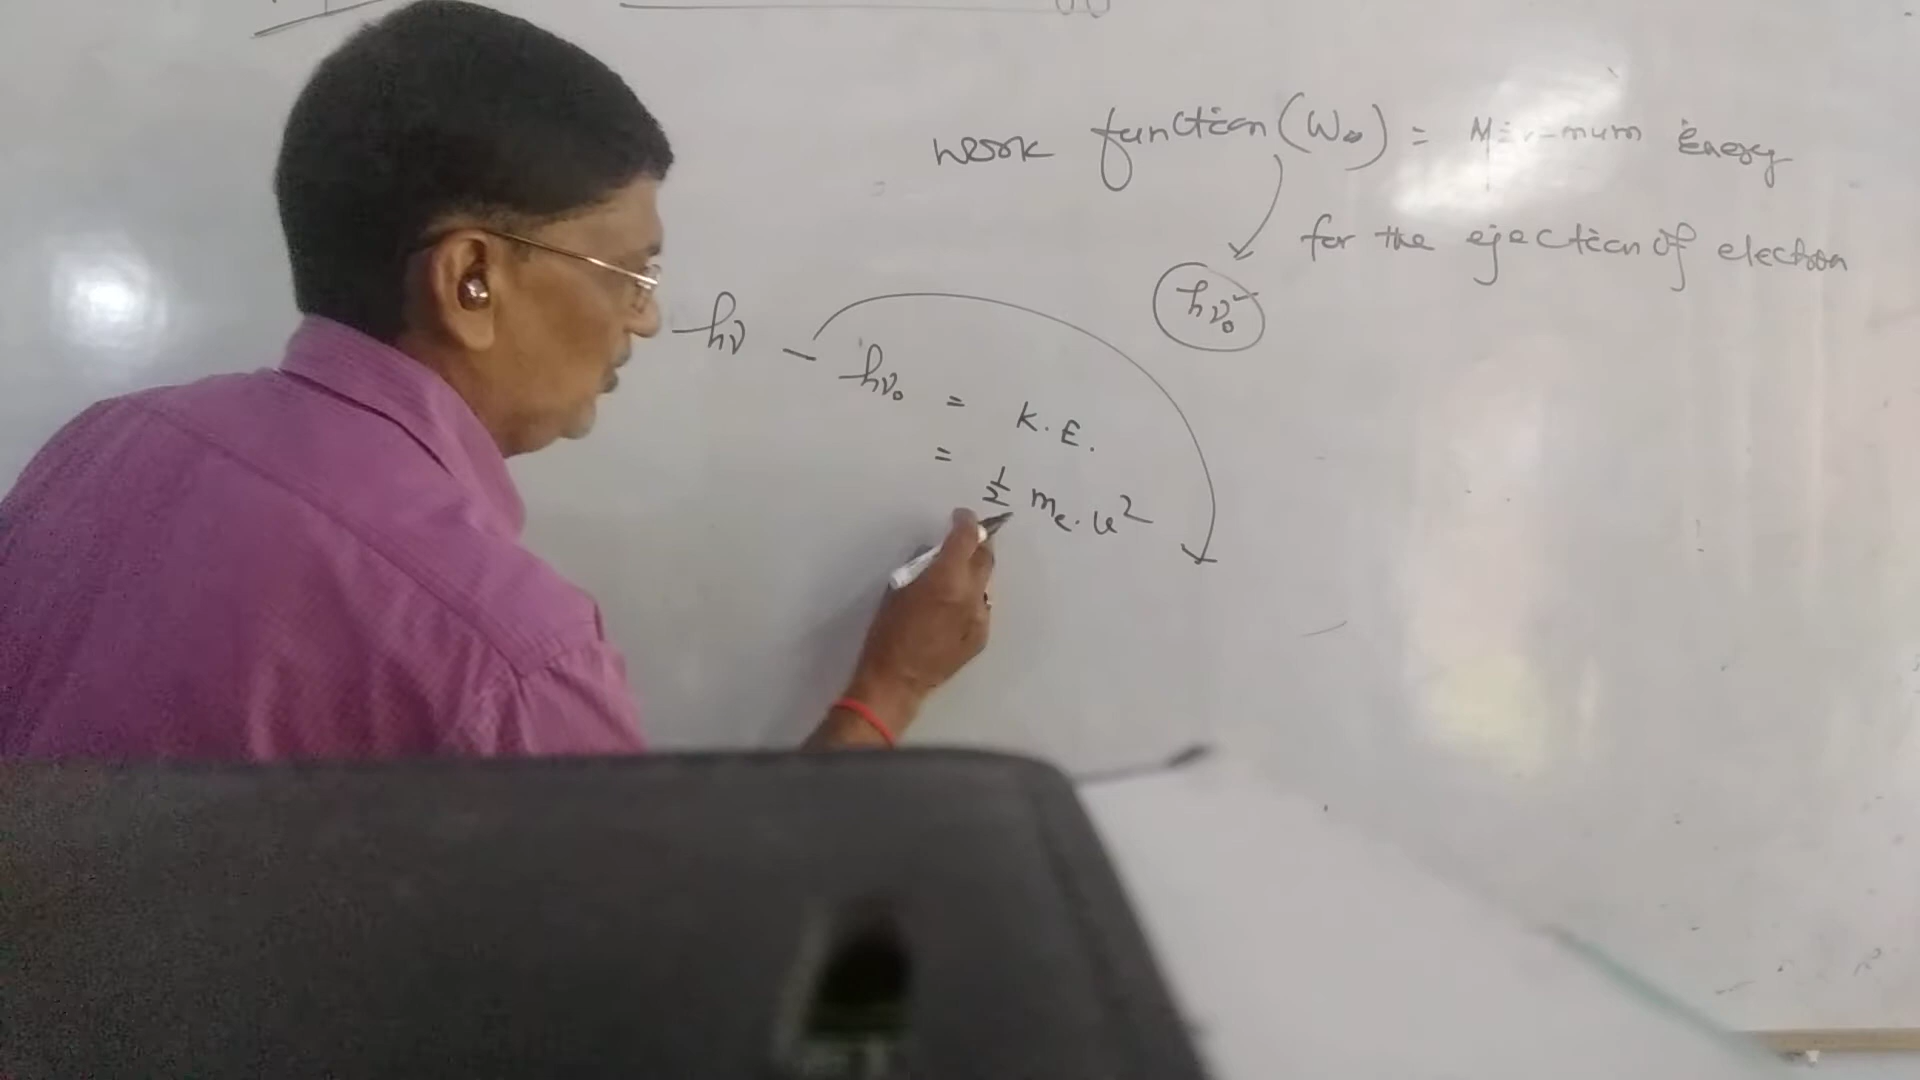 Work function (W₀) = Minimum Energy
for the ejection of electron
hν₀
hν - hν₀ = K.E.
= 1/2 mₑ.u²